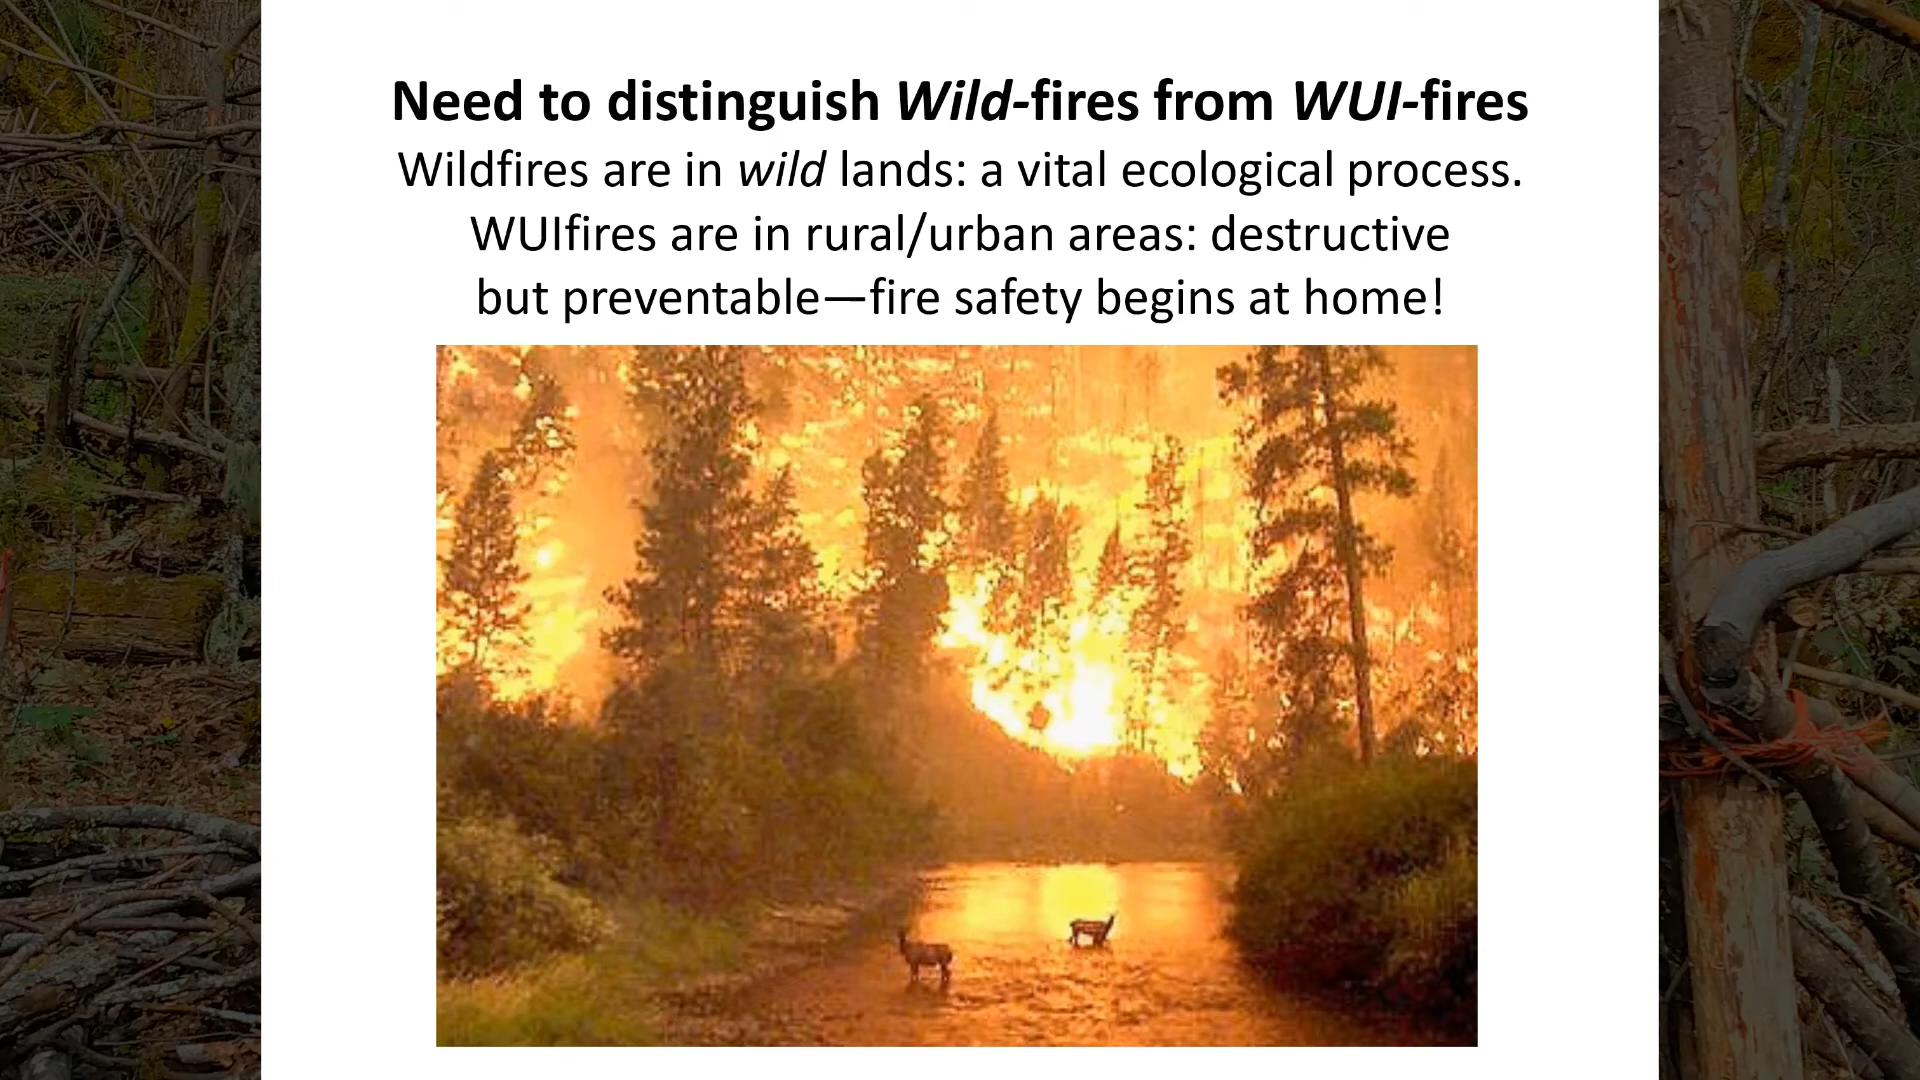 Need to distinguish Wild-fires from WUI-fires
Wildfires are in wild lands: a vital ecological process.
WUIfires are in rural/urban areas: destructive
but preventable—fire safety begins at home!